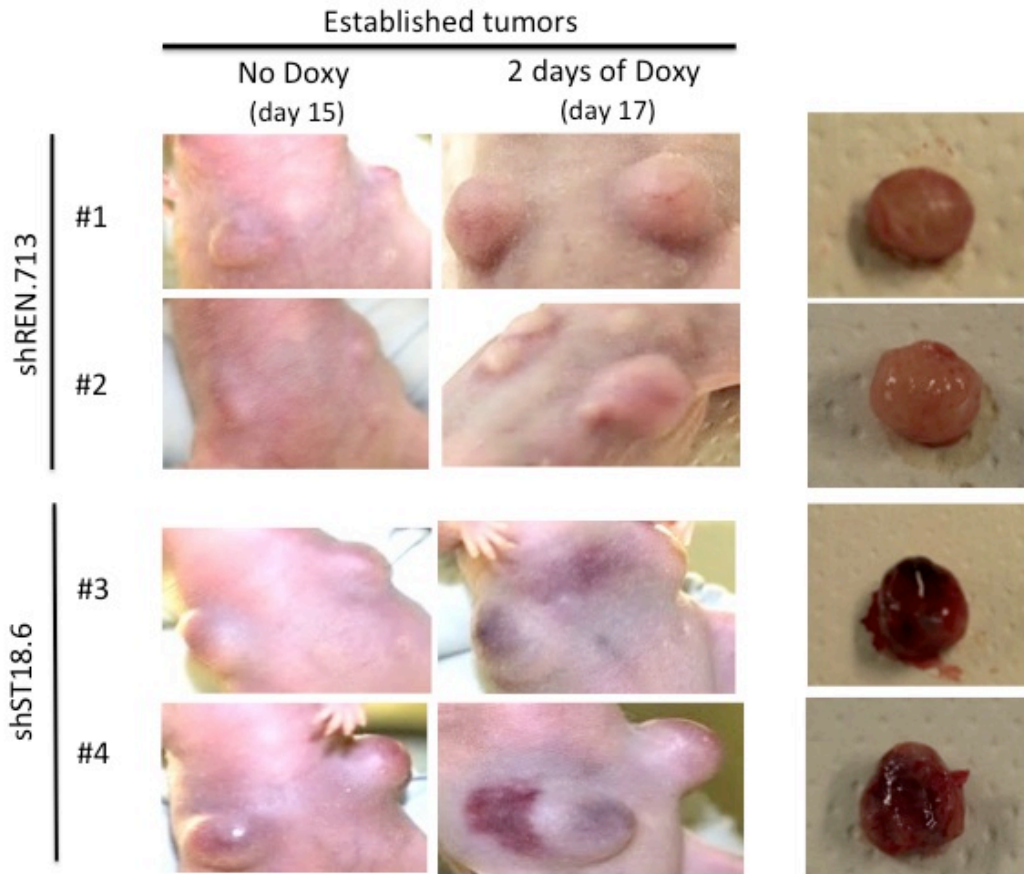 Established tumors
No Doxy
(day 15)
2 days of Doxy
(day 17)
shREN.713
#1
#2
shST18.6
#3
#4